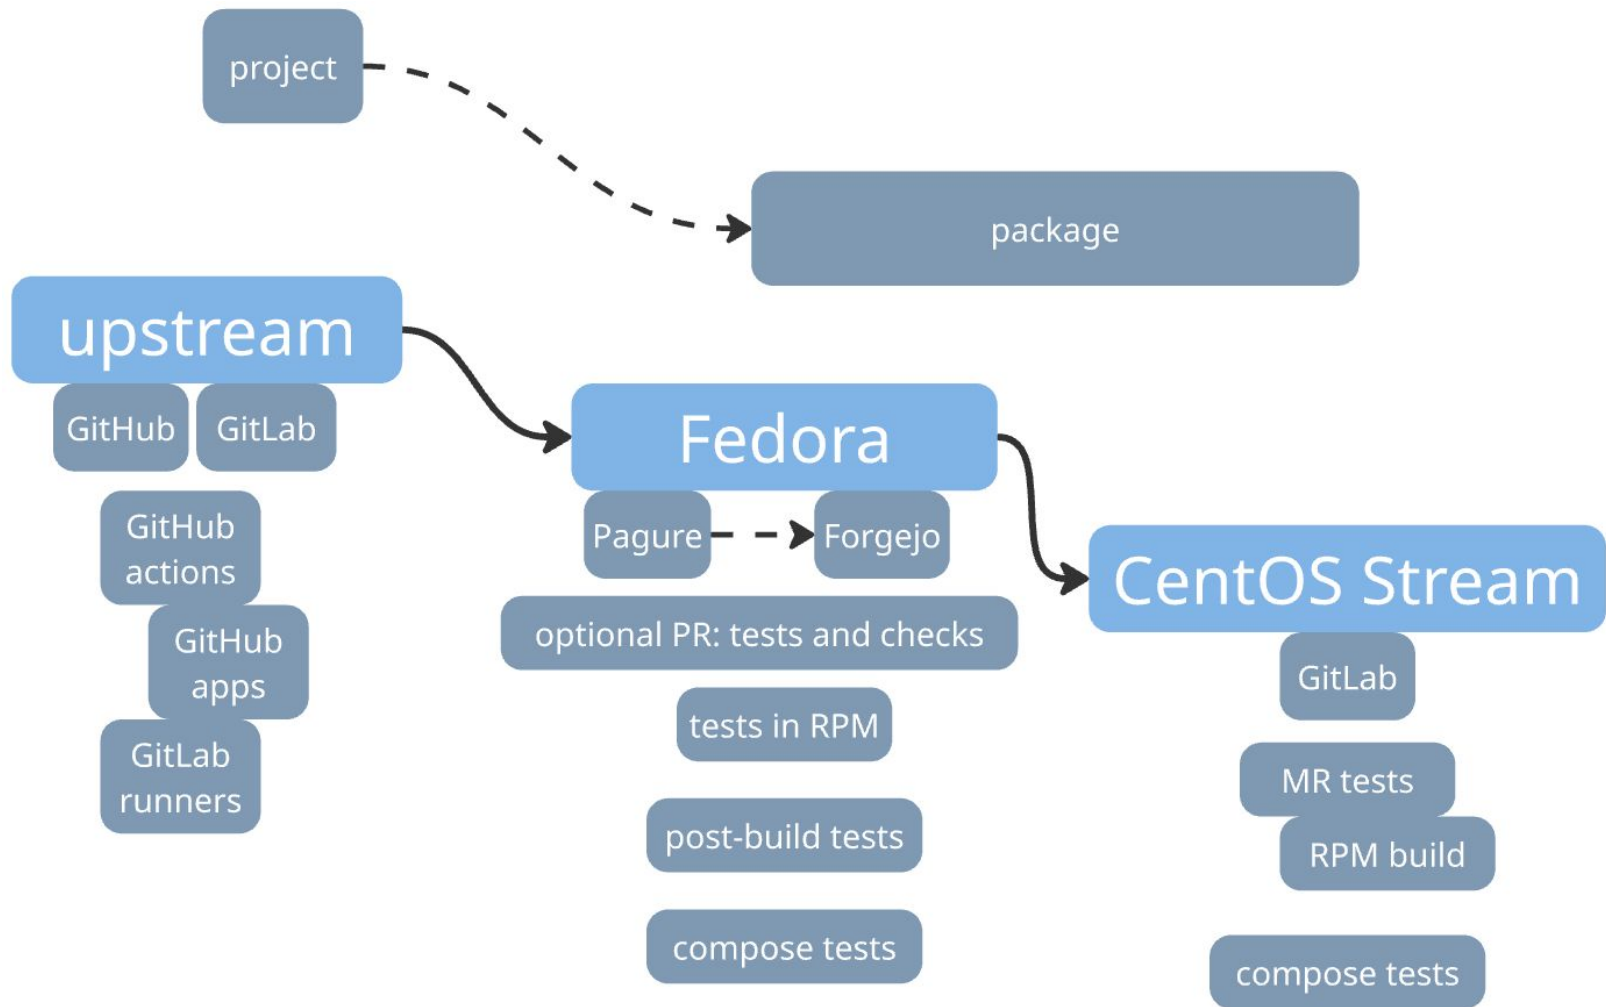 project
package
upstream
GitHub
GitLab
GitHub
actions
GitHub
apps
GitLab
runners
Fedora
Pagure
Forgejo
optional PR: tests and checks
tests in RPM
post-build tests
compose tests
CentOS Stream
GitLab
MR tests
RPM build
compose tests